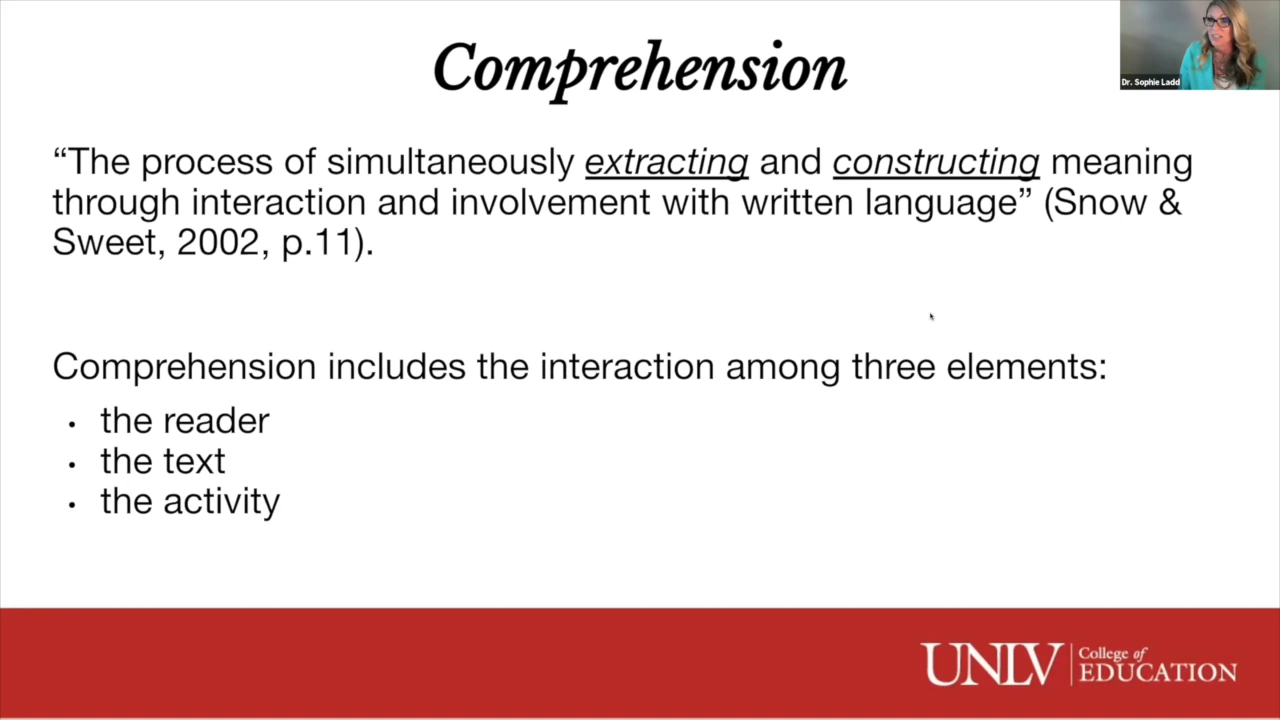 Comprehension
Dr. Sophie Ladd
“The process of simultaneously extracting and constructing meaning
through interaction and involvement with written language” (Snow &
Sweet, 2002, p.11).
Comprehension includes the interaction among three elements:
• the reader
• the text
• the activity
UNLV College of
EDUCATION